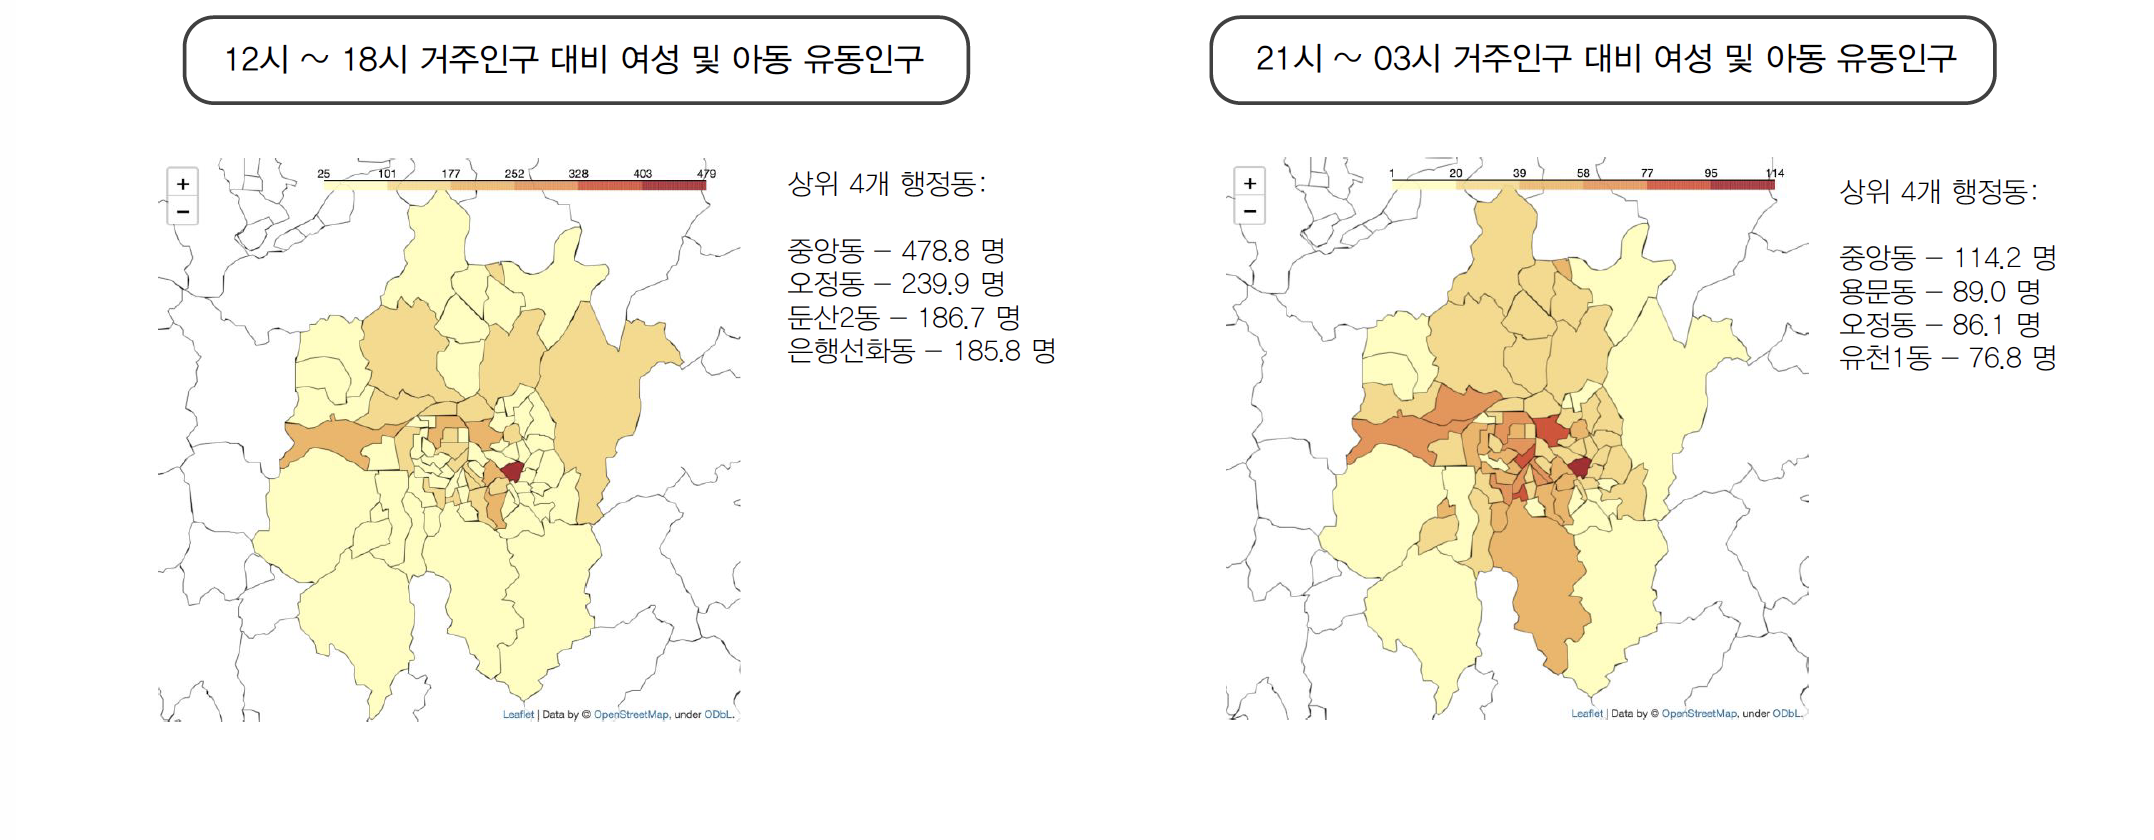 12시 ~ 18시 거주인구 대비 여성 및 아동 유동인구
+
−
25 101 177 252 328 403 479
상위 4개 행정동:
중앙동 – 478.8 명
오정동 – 239.9 명
둔산2동 – 186.7 명
은행선화동 – 185.8 명
Leaflet | Data by © OpenStreetMap, under ODbL.
21시 ~ 03시 거주인구 대비 여성 및 아동 유동인구
+
−
1 20 39 58 77 95 114
상위 4개 행정동:
중앙동 – 114.2 명
용문동 – 89.0 명
오정동 – 86.1 명
유천1동 – 76.8 명
Leaflet | Data by © OpenStreetMap, under ODbL.